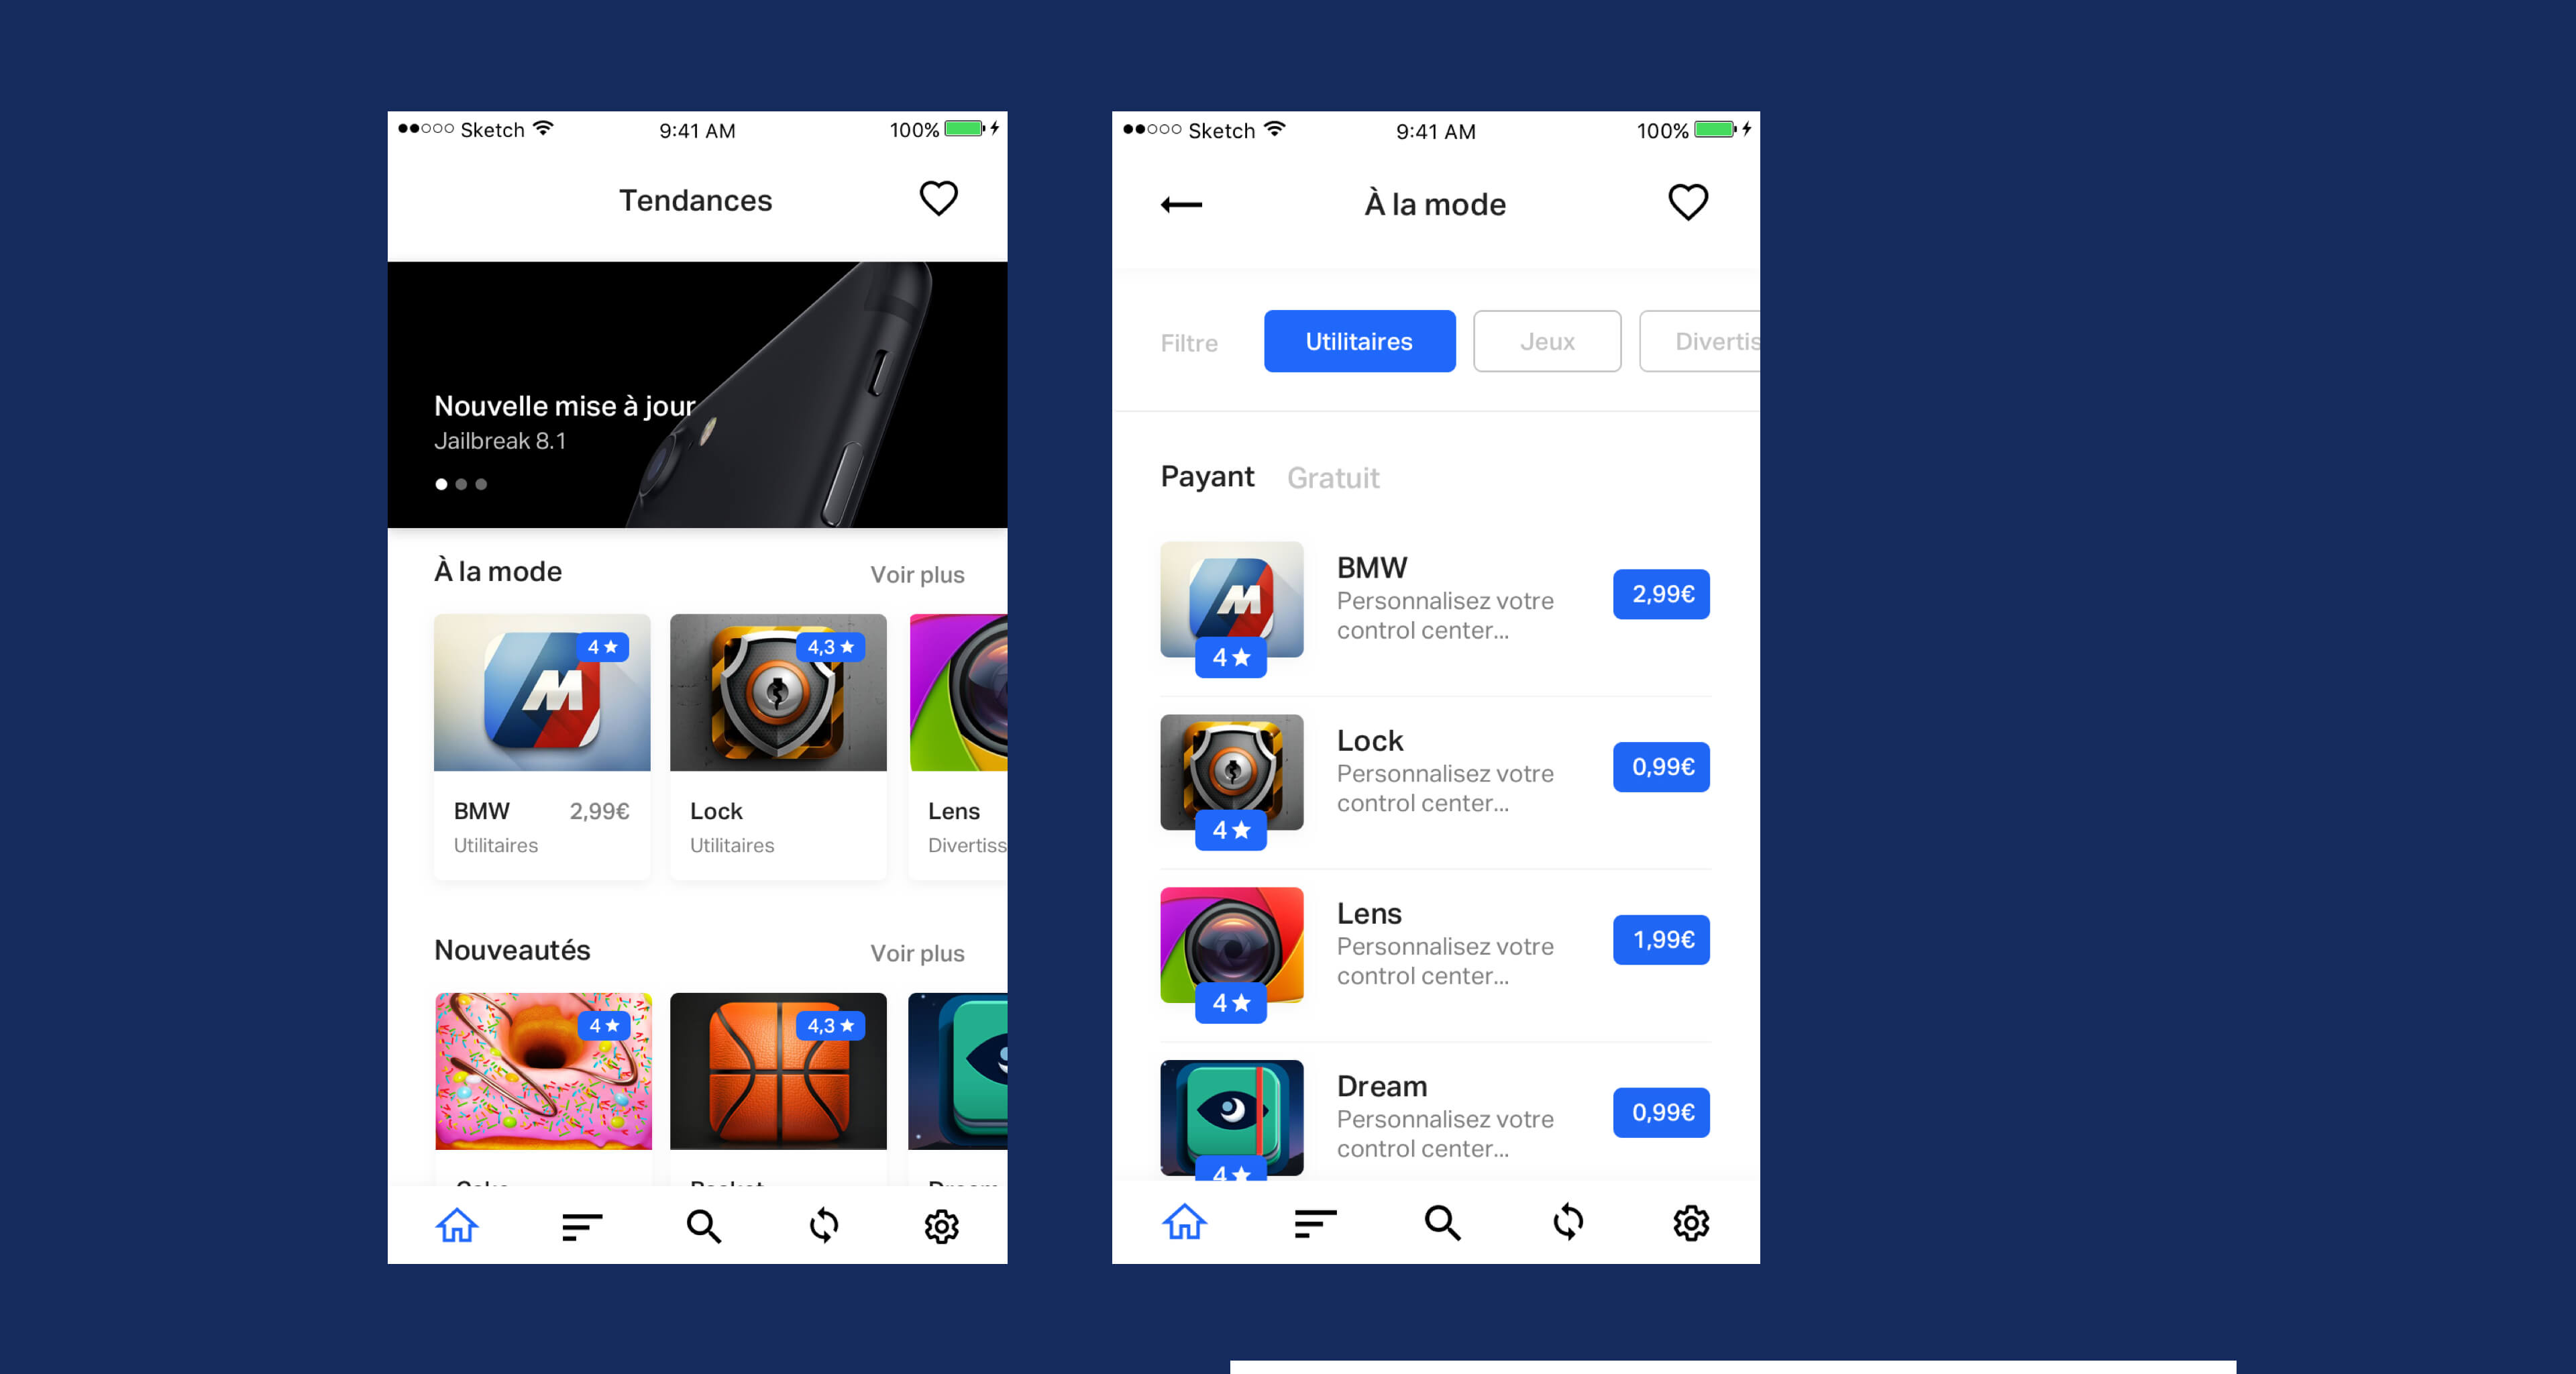 Sketch 9:41 AM 100%
Tendances
Nouvelle mise à jour
Jailbreak 8.1
À la mode Voir plus
4 4,3
BMW 2,99€ Lock Lens
Utilitaires Utilitaires Divertiss
Nouveautés Voir plus
4 4,3
Sketch 9:41 AM 100%
À la mode
Filtre Utilitaires Jeux Divertis
Payant Gratuit
BMW
Personnalisez votre
control center...
2,99€
4
Lock
Personnalisez votre
control center...
0,99€
4
Lens
Personnalisez votre
control center...
1,99€
4
Dream
Personnalisez votre
control center...
0,99€
4